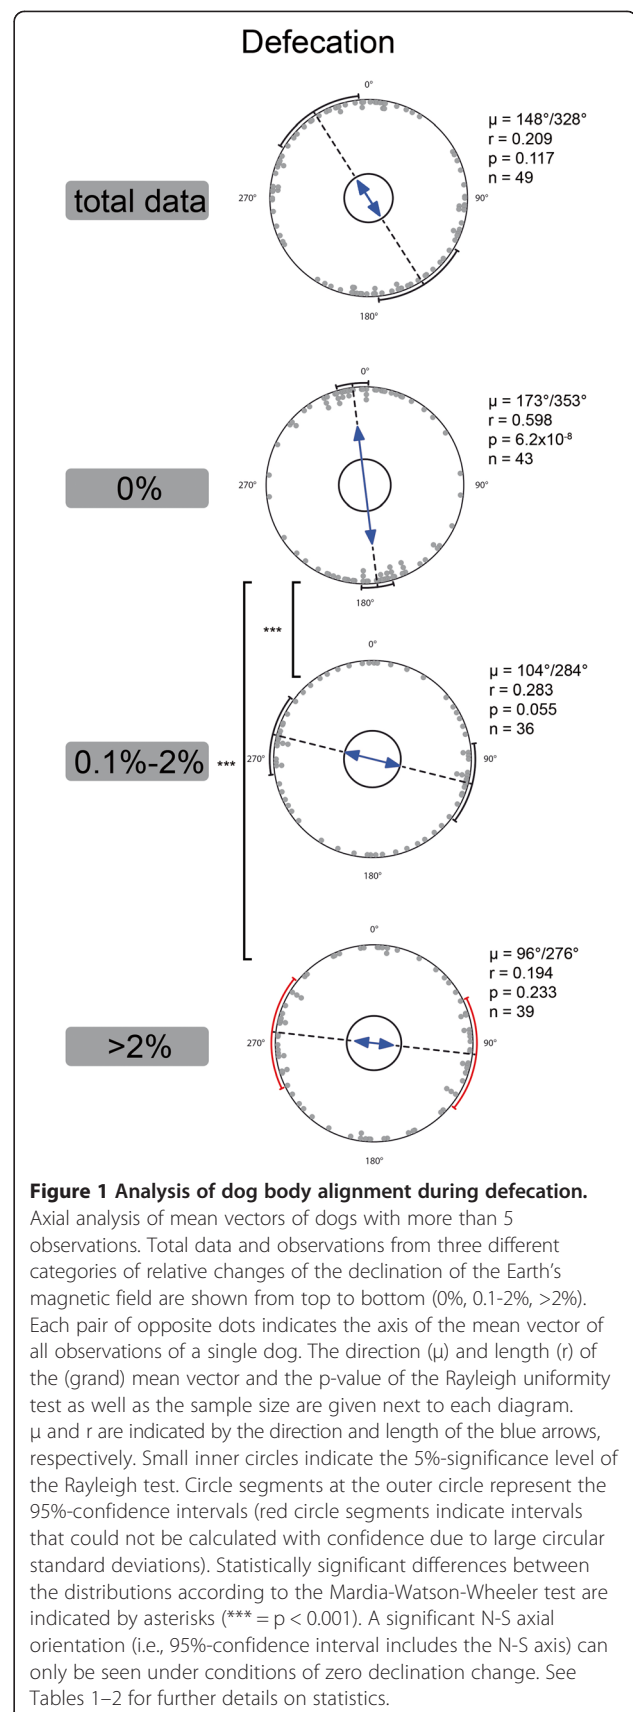 Defecation
0°
μ = 148°/328°
r = 0.209
p = 0.117
n = 49
total data
270°
90°
180°
0°
μ = 173°/353°
r = 0.598
p = 6.2x10-8
n = 43
0%
270°
90°
180°
***
0°
μ = 104°/284°
r = 0.283
p = 0.055
n = 36
0.1%-2%
***
270°
90°
180°
0°
μ = 96°/276°
r = 0.194
p = 0.233
n = 39
>2%
270°
90°
180°
Figure 1 Analysis of dog body alignment during defecation.
Axial analysis of mean vectors of dogs with more than 5
observations. Total data and observations from three different
categories of relative changes of the declination of the Earth's
magnetic field are shown from top to bottom (0%, 0.1-2%, >2%).
Each pair of opposite dots indicates the axis of the mean vector of
all observations of a single dog. The direction (μ) and length (r) of
the (grand) mean vector and the p-value of the Rayleigh uniformity
test as well as the sample size are given next to each diagram.
μ and r are indicated by the direction and length of the blue arrows,
respectively. Small inner circles indicate the 5%-significance level of
the Rayleigh test. Circle segments at the outer circle represent the
95%-confidence intervals (red circle segments indicate intervals
that could not be calculated with confidence due to large circular
standard deviations). Statistically significant differences between
the distributions according to the Mardia-Watson-Wheeler test are
indicated by asterisks (*** = p < 0.001). A significant N-S axial
orientation (i.e., 95%-confidence interval includes the N-S axis) can
only be seen under conditions of zero declination change. See
Tables 1–2 for further details on statistics.